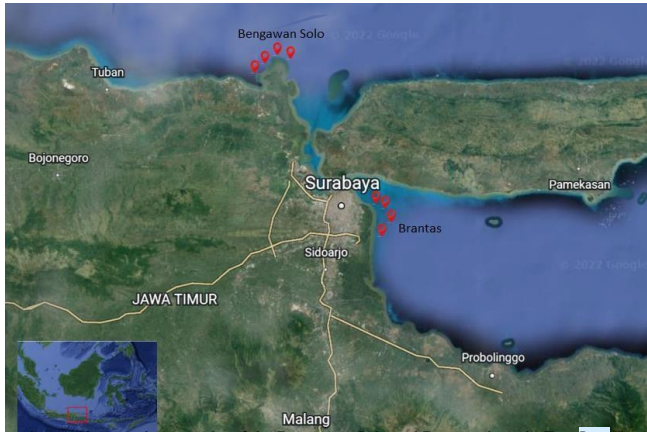 Bengawan Solo
© 2022 Google
Tuban
Bojonegoro
Surabaya
Pamekasan
Brantas
Sidoarjo
© 2022 Google
JAWA TIMUR
Probolinggo
Malang